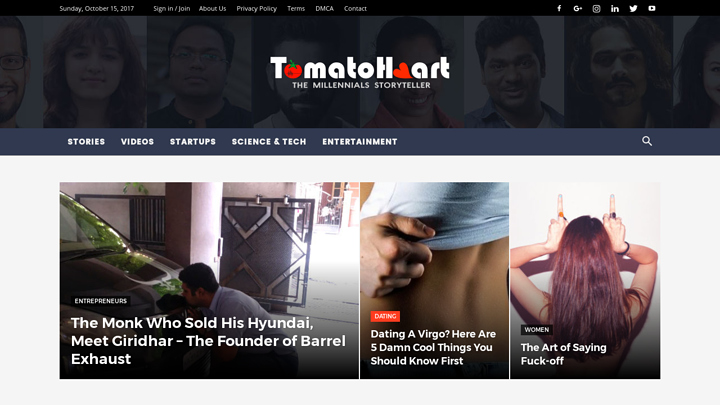 Sunday, October 15, 2017 Sign in / Join About Us Privacy Policy Terms DMCA Contact
TomatoHeart
THE MILLENNIALS STORYTELLER
STORIES VIDEOS STARTUPS SCIENCE & TECH ENTERTAINMENT
ENTREPRENEURS
The Monk Who Sold His Hyundai,
Meet Giridhar – The Founder of Barrel
Exhaust
DATING
Dating A Virgo? Here Are
5 Damn Cool Things You
Should Know First
WOMEN
The Art of Saying
Fuck-off